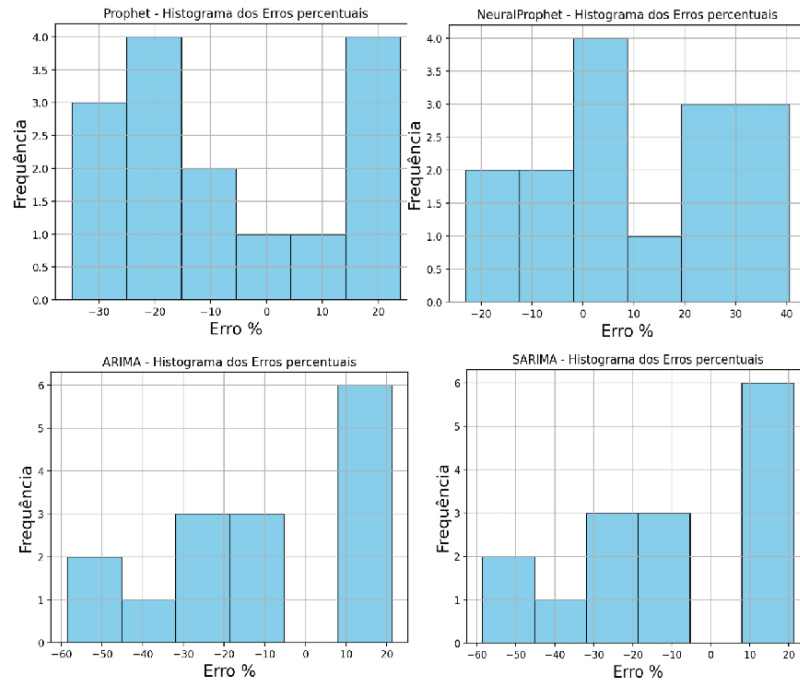 Prophet - Histograma dos Erros percentuais
4.0
3.5
3.0
2.5
2.0
1.5
1.0
0.5
0.0
Frequência
−30 −20 −10 0 10 20
Erro %
NeuralProphet - Histograma dos Erros percentuais
4.0
3.5
3.0
2.5
2.0
1.5
1.0
0.5
0.0
Frequência
−20 −10 0 10 20 30 40
Erro %
ARIMA - Histograma dos Erros percentuais
6
5
4
3
2
1
0
Frequência
−60 −50 −40 −30 −20 −10 0 10 20
Erro %
SARIMA - Histograma dos Erros percentuais
6
5
4
3
2
1
0
Frequência
−60 −50 −40 −30 −20 −10 0 10 20
Erro %